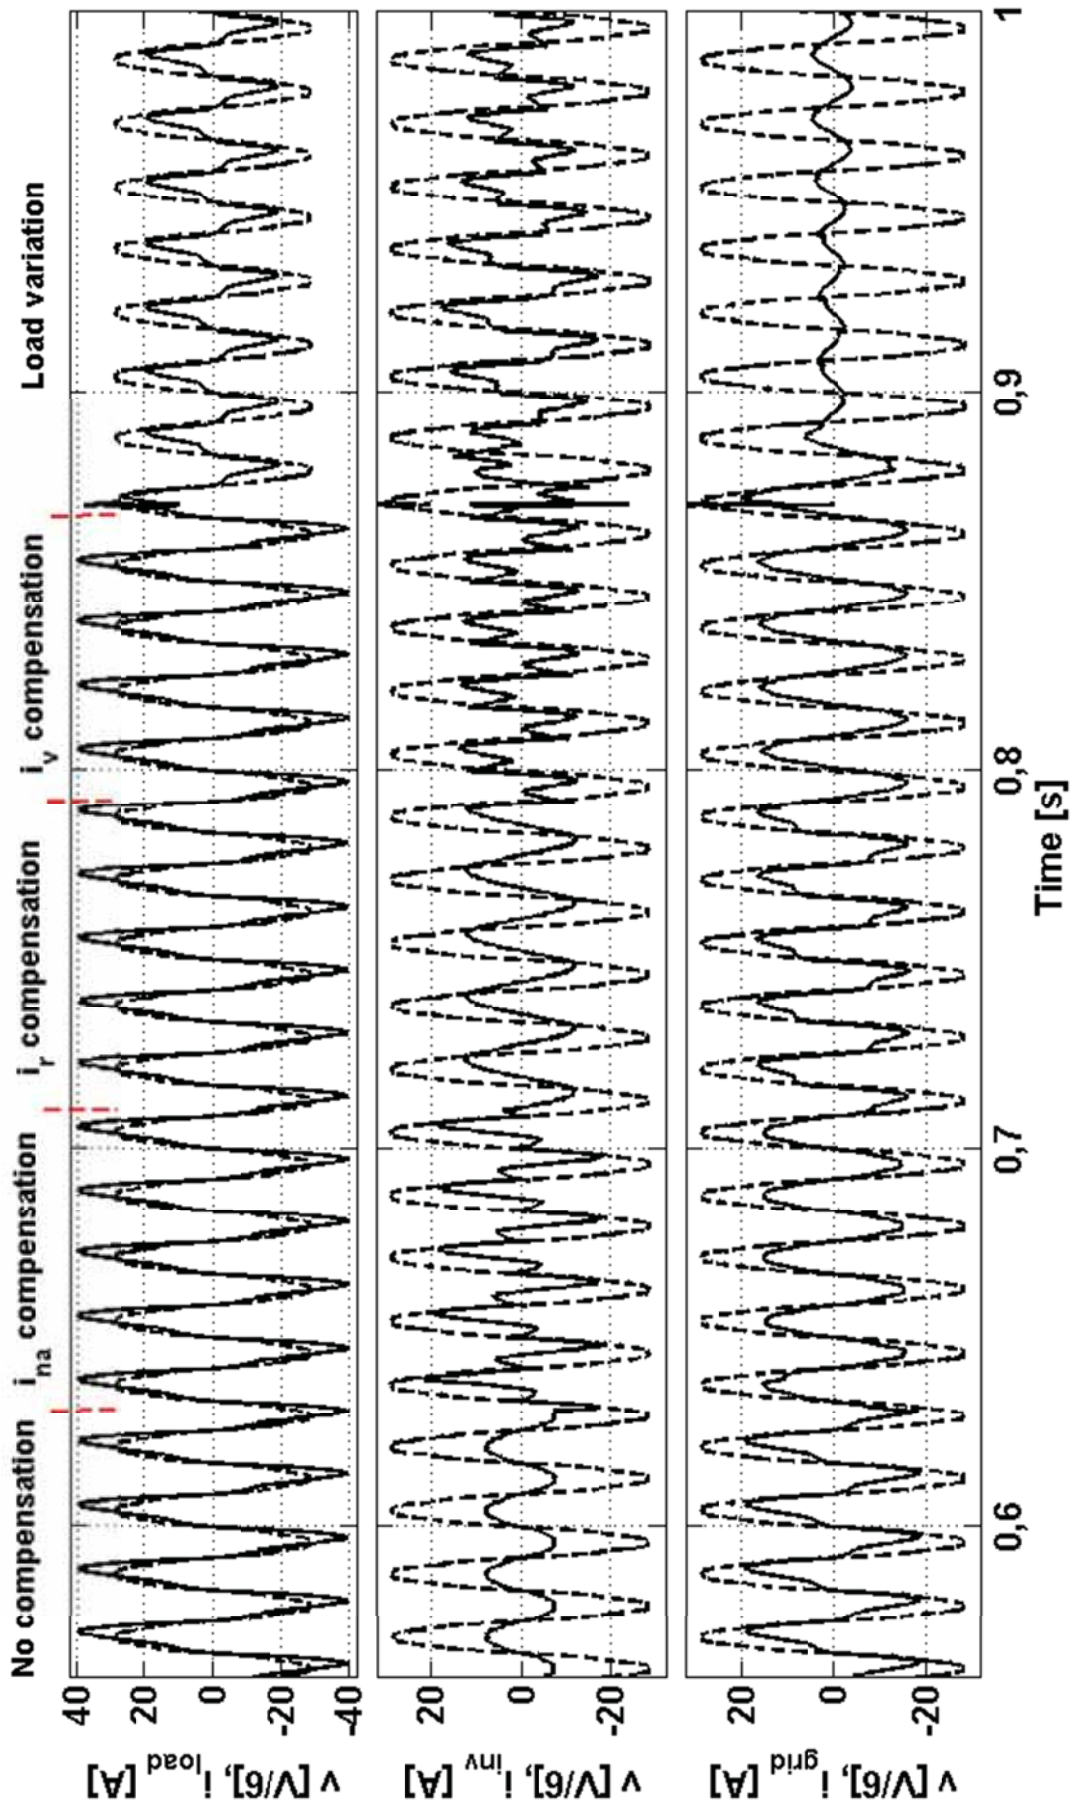 No compensation
i_na compensation
i_r compensation
i_v compensation
Load variation
40
20
0
-20
-40
v [V/6], i_load [A]
20
0
-20
v [V/6], i_inv [A]
20
0
-20
v [V/6], i_grid [A]
0,6
0,7
0,8
0,9
1
Time [s]